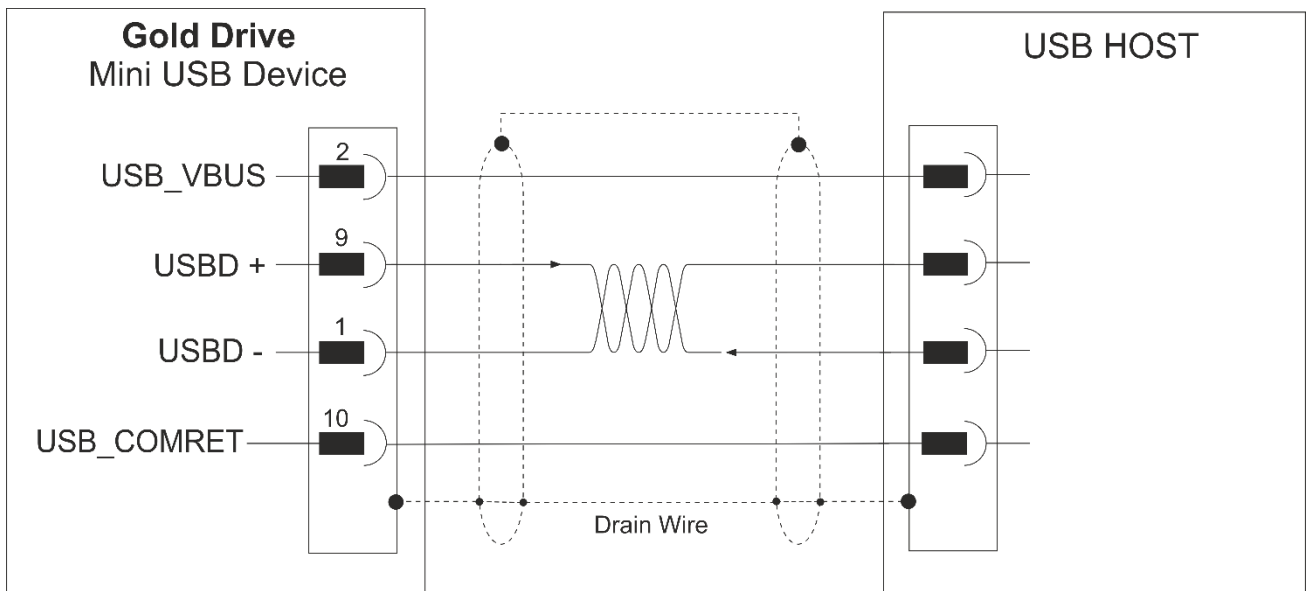 Gold Drive
Mini USB Device
USB HOST
2
USB_VBUS
9
USBD +
1
USBD -
10
USB_COMRET
Drain Wire